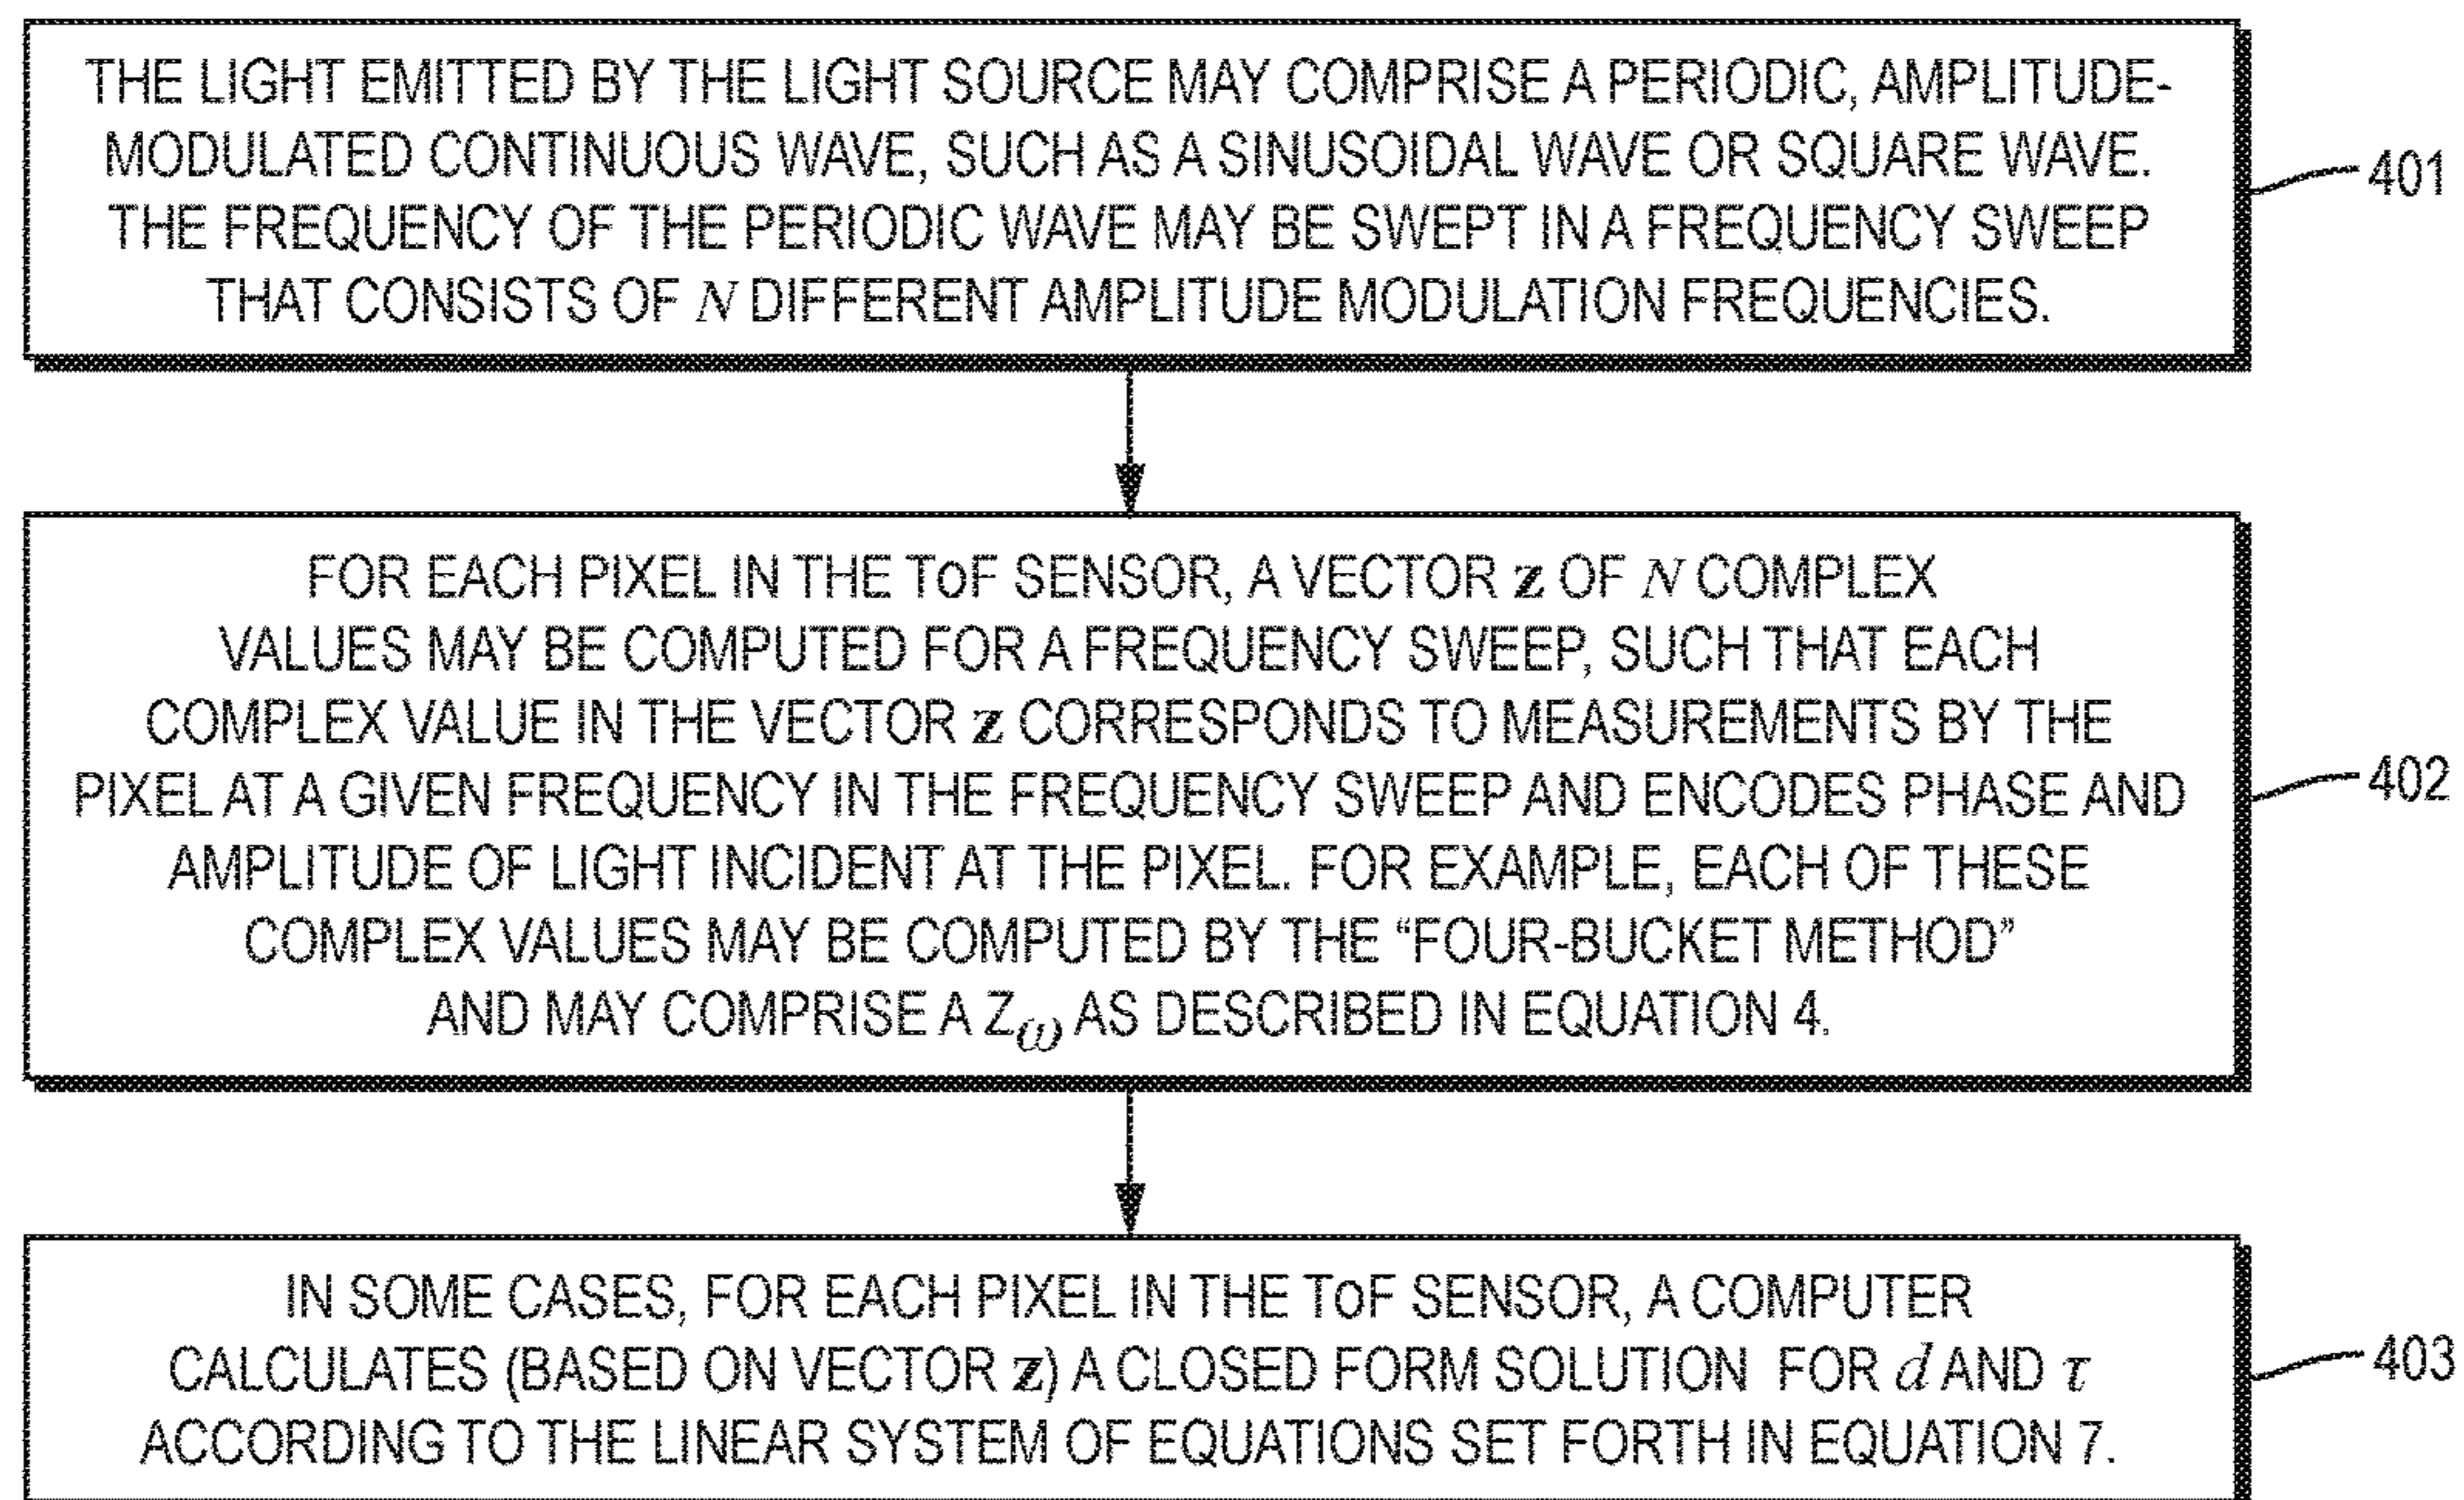 THE LIGHT EMITTED BY THE LIGHT SOURCE MAY COMPRISE A PERIODIC, AMPLITUDE-
MODULATED CONTINUOUS WAVE, SUCH AS A SINUSOIDAL WAVE OR SQUARE WAVE.
THE FREQUENCY OF THE PERIODIC WAVE MAY BE SWEPT IN A FREQUENCY SWEEP
THAT CONSISTS OF N DIFFERENT AMPLITUDE MODULATION FREQUENCIES.
401
FOR EACH PIXEL IN THE ToF SENSOR, A VECTOR z OF N COMPLEX
VALUES MAY BE COMPUTED FOR A FREQUENCY SWEEP, SUCH THAT EACH
COMPLEX VALUE IN THE VECTOR z CORRESPONDS TO MEASUREMENTS BY THE
PIXEL AT A GIVEN FREQUENCY IN THE FREQUENCY SWEEP AND ENCODES PHASE AND
AMPLITUDE OF LIGHT INCIDENT AT THE PIXEL. FOR EXAMPLE, EACH OF THESE
COMPLEX VALUES MAY BE COMPUTED BY THE “FOUR-BUCKET METHOD”
AND MAY COMPRISE A Zω AS DESCRIBED IN EQUATION 4.
402
IN SOME CASES, FOR EACH PIXEL IN THE ToF SENSOR, A COMPUTER
CALCULATES (BASED ON VECTOR z) A CLOSED FORM SOLUTION FOR d AND τ
ACCORDING TO THE LINEAR SYSTEM OF EQUATIONS SET FORTH IN EQUATION 7.
403